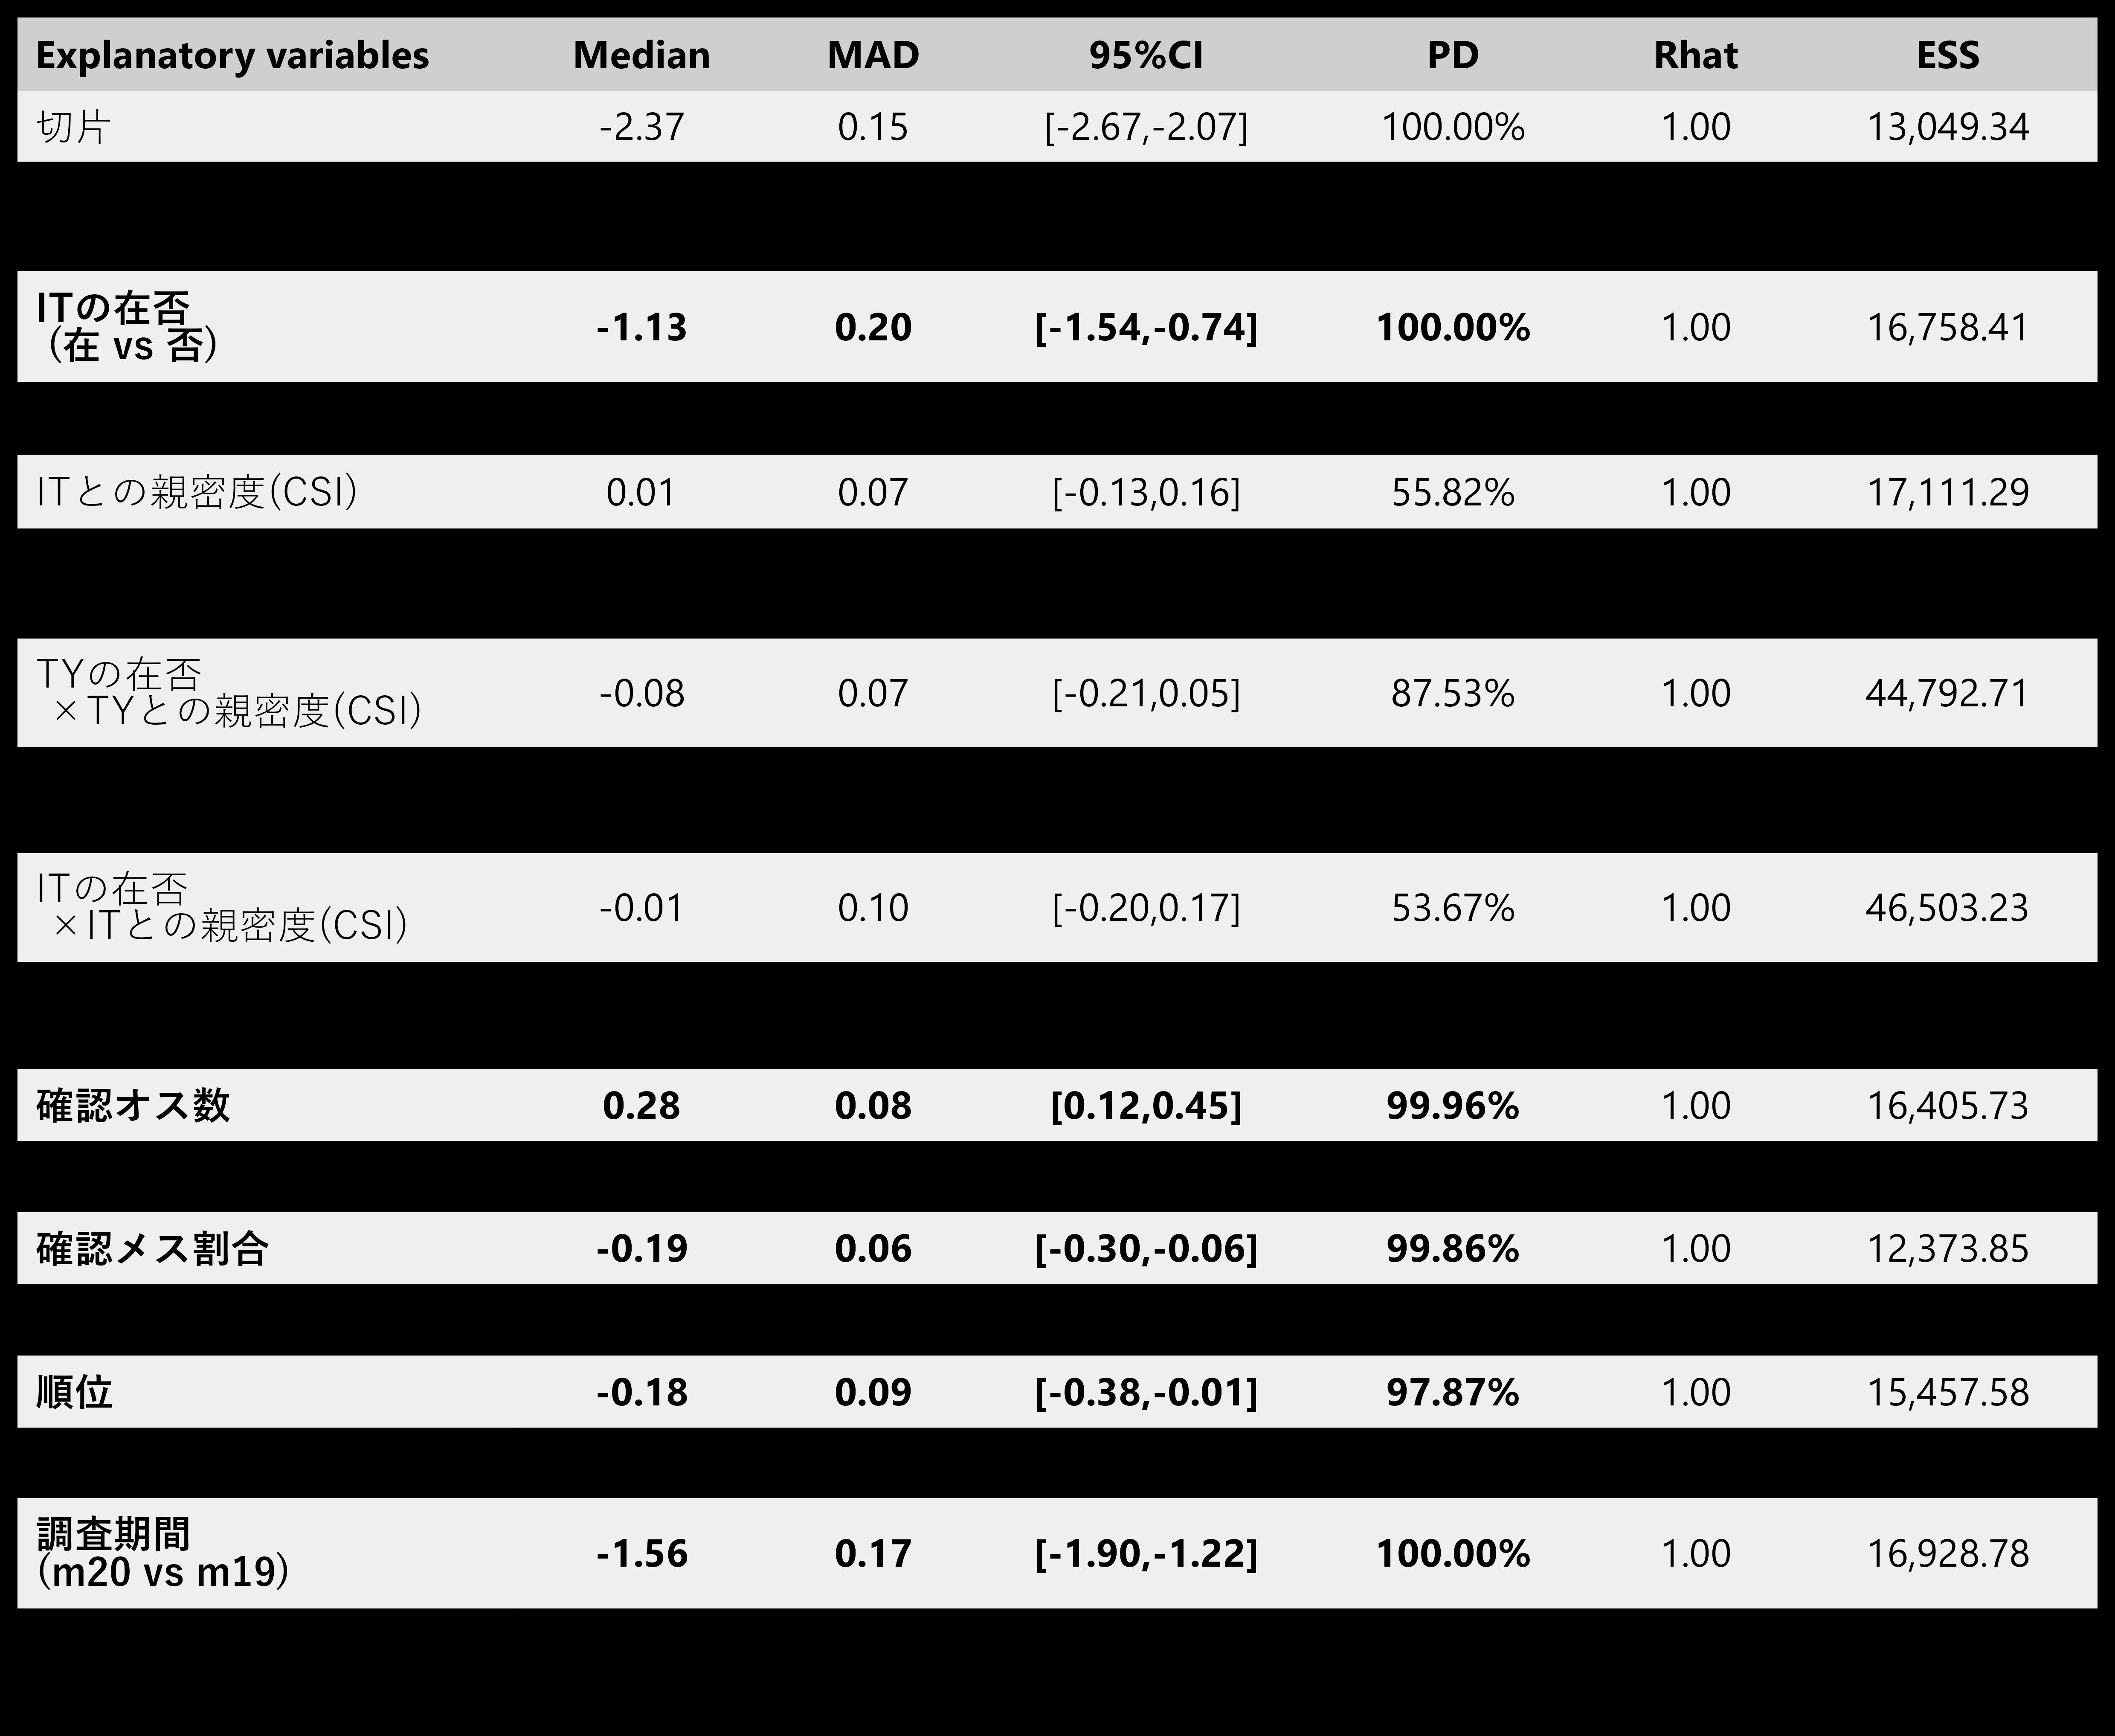 Explanatory variables Median MAD 95%CI PD Rhat ESS
切片 -2.37 0.15 [-2.67,-2.07] 100.00% 1.00 13,049.34
ITの在否
(在 vs 否) -1.13 0.20 [-1.54,-0.74] 100.00% 1.00 16,758.41
ITとの親密度(CSI) 0.01 0.07 [-0.13,0.16] 55.82% 1.00 17,111.29
TYの在否
×TYとの親密度(CSI) -0.08 0.07 [-0.21,0.05] 87.53% 1.00 44,792.71
ITの在否
×ITとの親密度(CSI) -0.01 0.10 [-0.20,0.17] 53.67% 1.00 46,503.23
確認オス数 0.28 0.08 [0.12,0.45] 99.96% 1.00 16,405.73
確認メス割合 -0.19 0.06 [-0.30,-0.06] 99.86% 1.00 12,373.85
順位 -0.18 0.09 [-0.38,-0.01] 97.87% 1.00 15,457.58
調査期間
(m20 vs m19) -1.56 0.17 [-1.90,-1.22] 100.00% 1.00 16,928.78